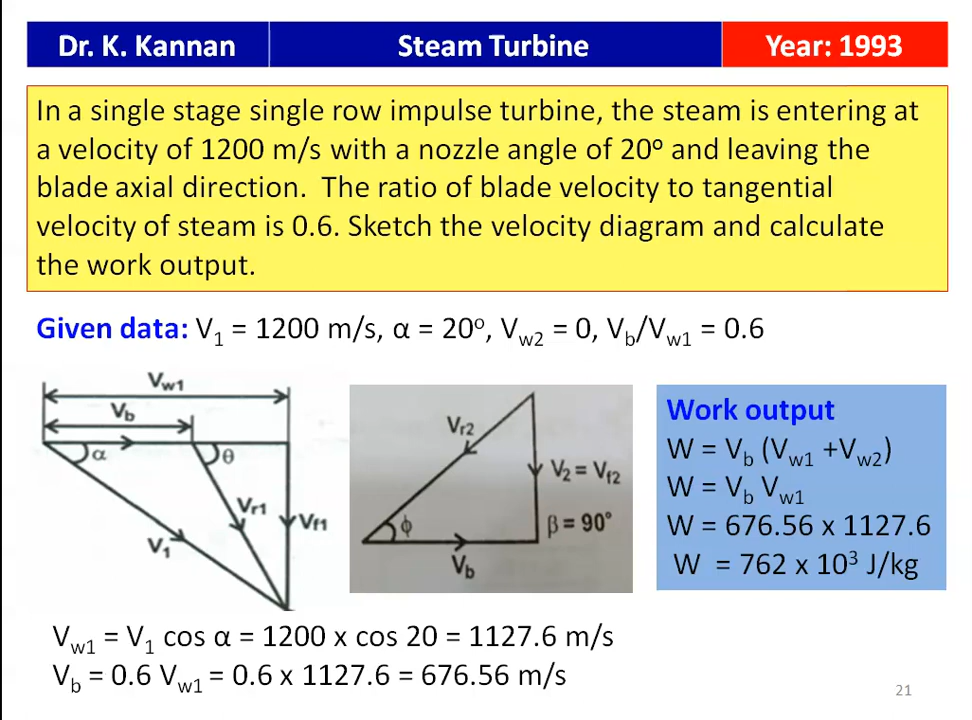 Dr. K. Kannan
Steam Turbine
Year: 1993
In a single stage single row impulse turbine, the steam is entering at
a velocity of 1200 m/s with a nozzle angle of 20º and leaving the
blade axial direction. The ratio of blade velocity to tangential
velocity of steam is 0.6. Sketch the velocity diagram and calculate
the work output.
Given data: V₁ = 1200 m/s, α = 20º, Vw2 = 0, Vb/Vw1 = 0.6
Vw1
Vb
α
θ
Vr1
Vf1
V₁
Vr2
V₂ = Vf2
ϕ
β = 90°
Vb
Work output
W = Vb (Vw1 +Vw2)
W = Vb Vw1
W = 676.56 x 1127.6
W = 762 x 10³ J/kg
Vw1 = V₁ cos α = 1200 x cos 20 = 1127.6 m/s
Vb = 0.6 Vw1 = 0.6 x 1127.6 = 676.56 m/s
21